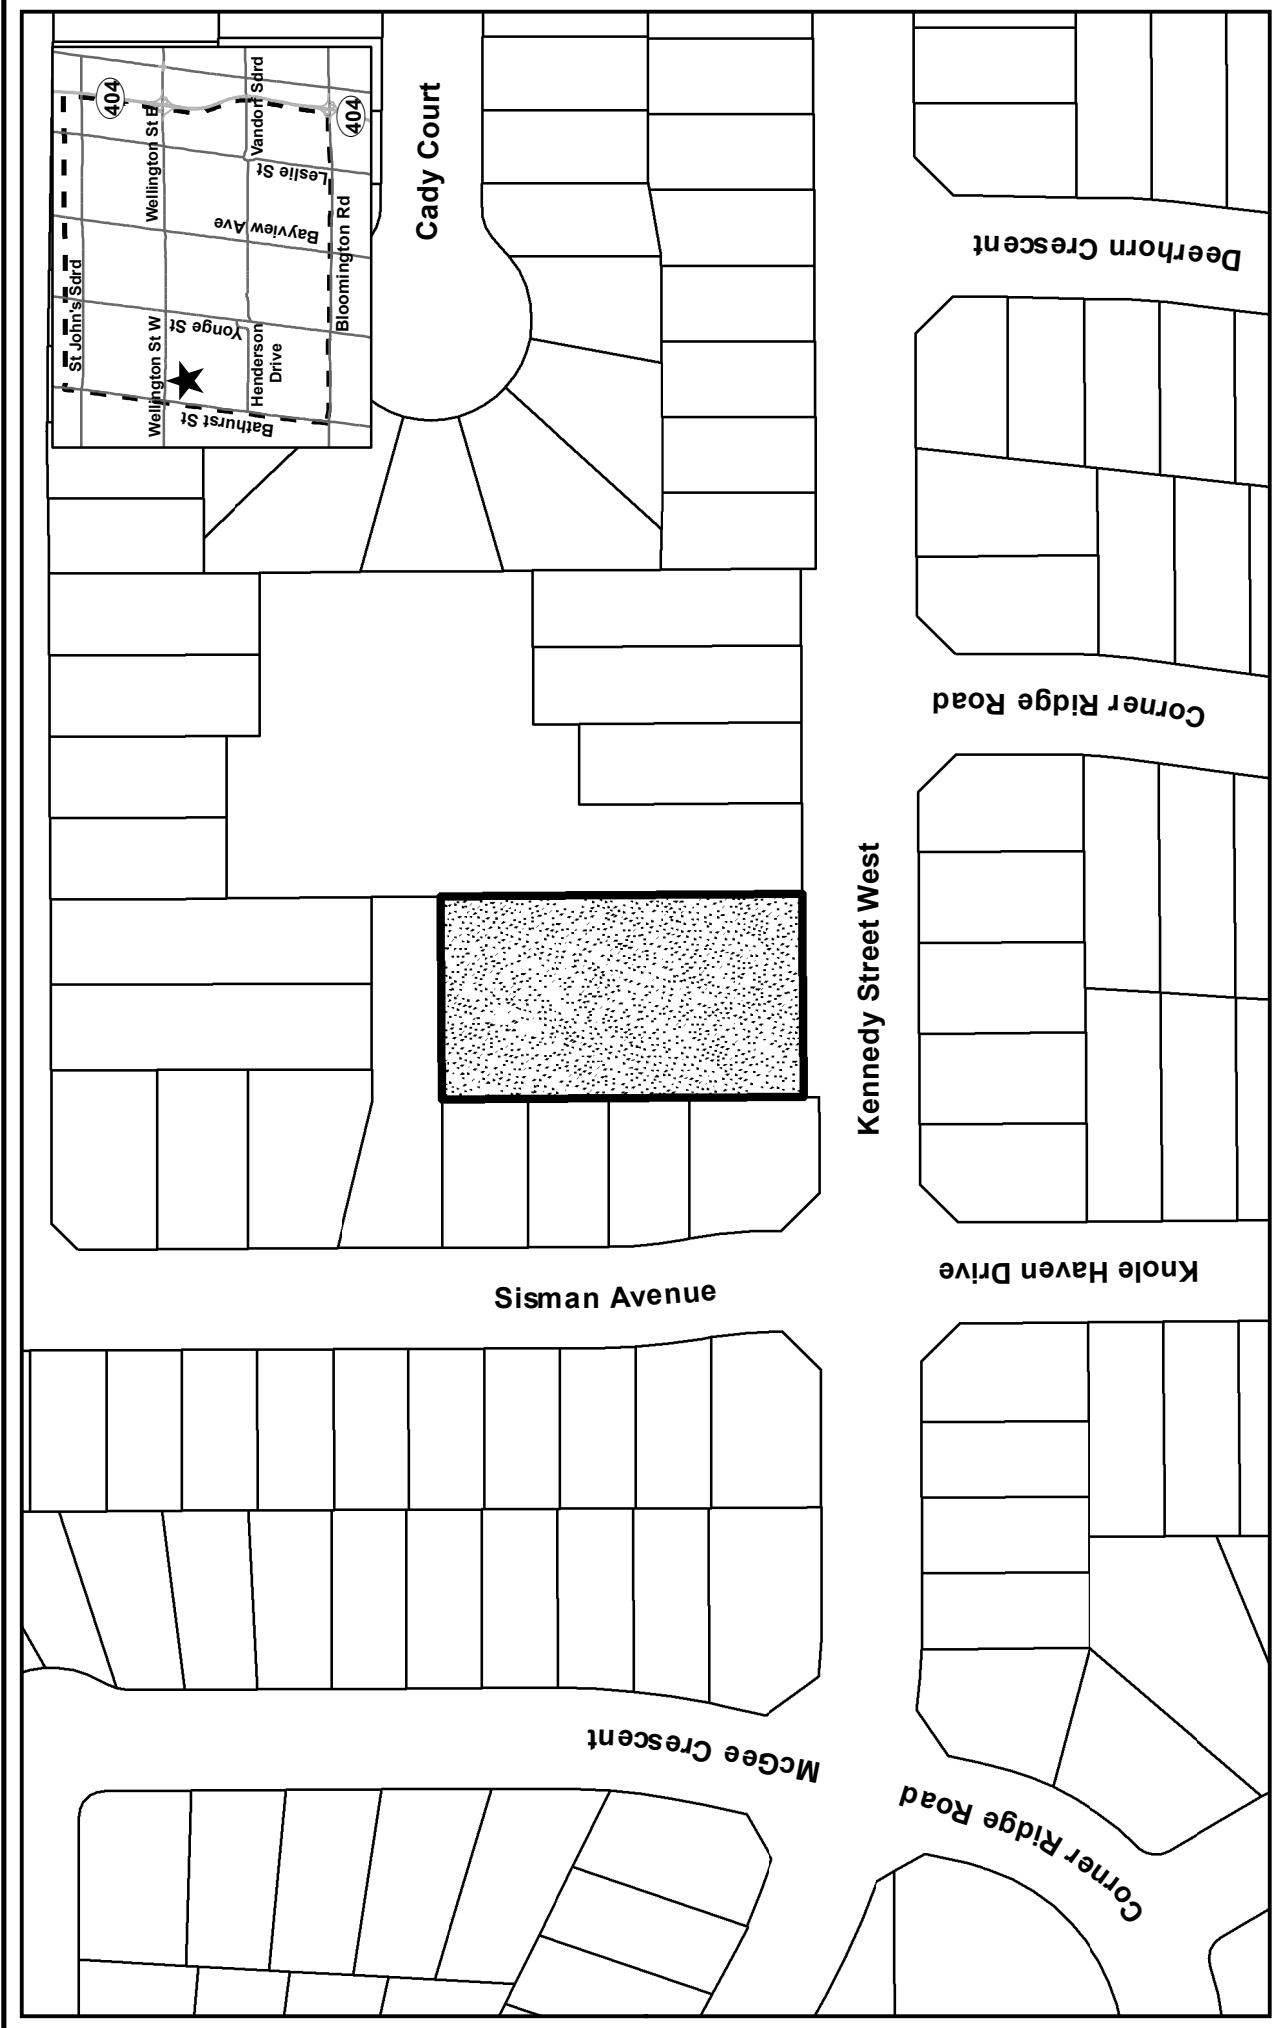 404
404
Vandorf Sdrd
Wellington St E
Leslie St
Bayview Ave
Bloomington Rd
St John's Sdrd
Yonge St
Wellington St W
Henderson
Drive
Bathurst St
Cady Court
Deerhorn Crescent
Corner Ridge Road
Kennedy Street West
Sisman Avenue
Knole Haven Drive
McGee Crescent
Corner Ridge Road